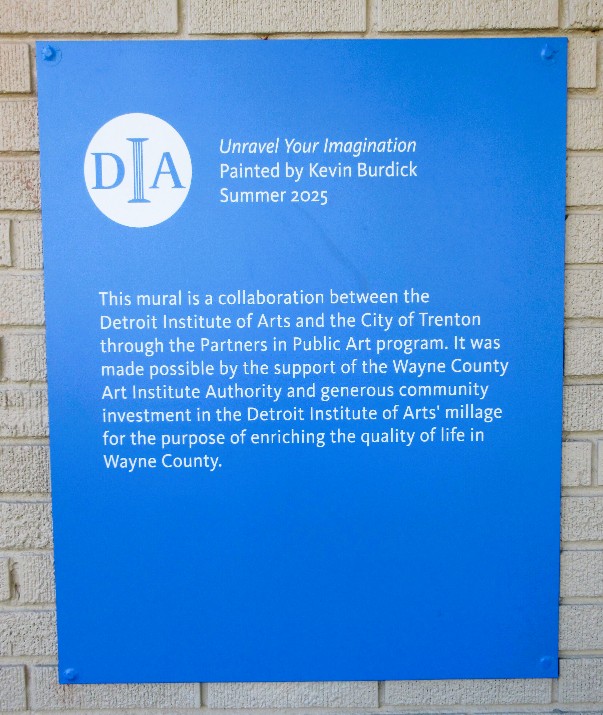 DIA
Unravel Your Imagination
Painted by Kevin Burdick
Summer 2025
This mural is a collaboration between the
Detroit Institute of Arts and the City of Trenton
through the Partners in Public Art program. It was
made possible by the support of the Wayne County
Art Institute Authority and generous community
investment in the Detroit Institute of Arts' millage
for the purpose of enriching the quality of life in
Wayne County.